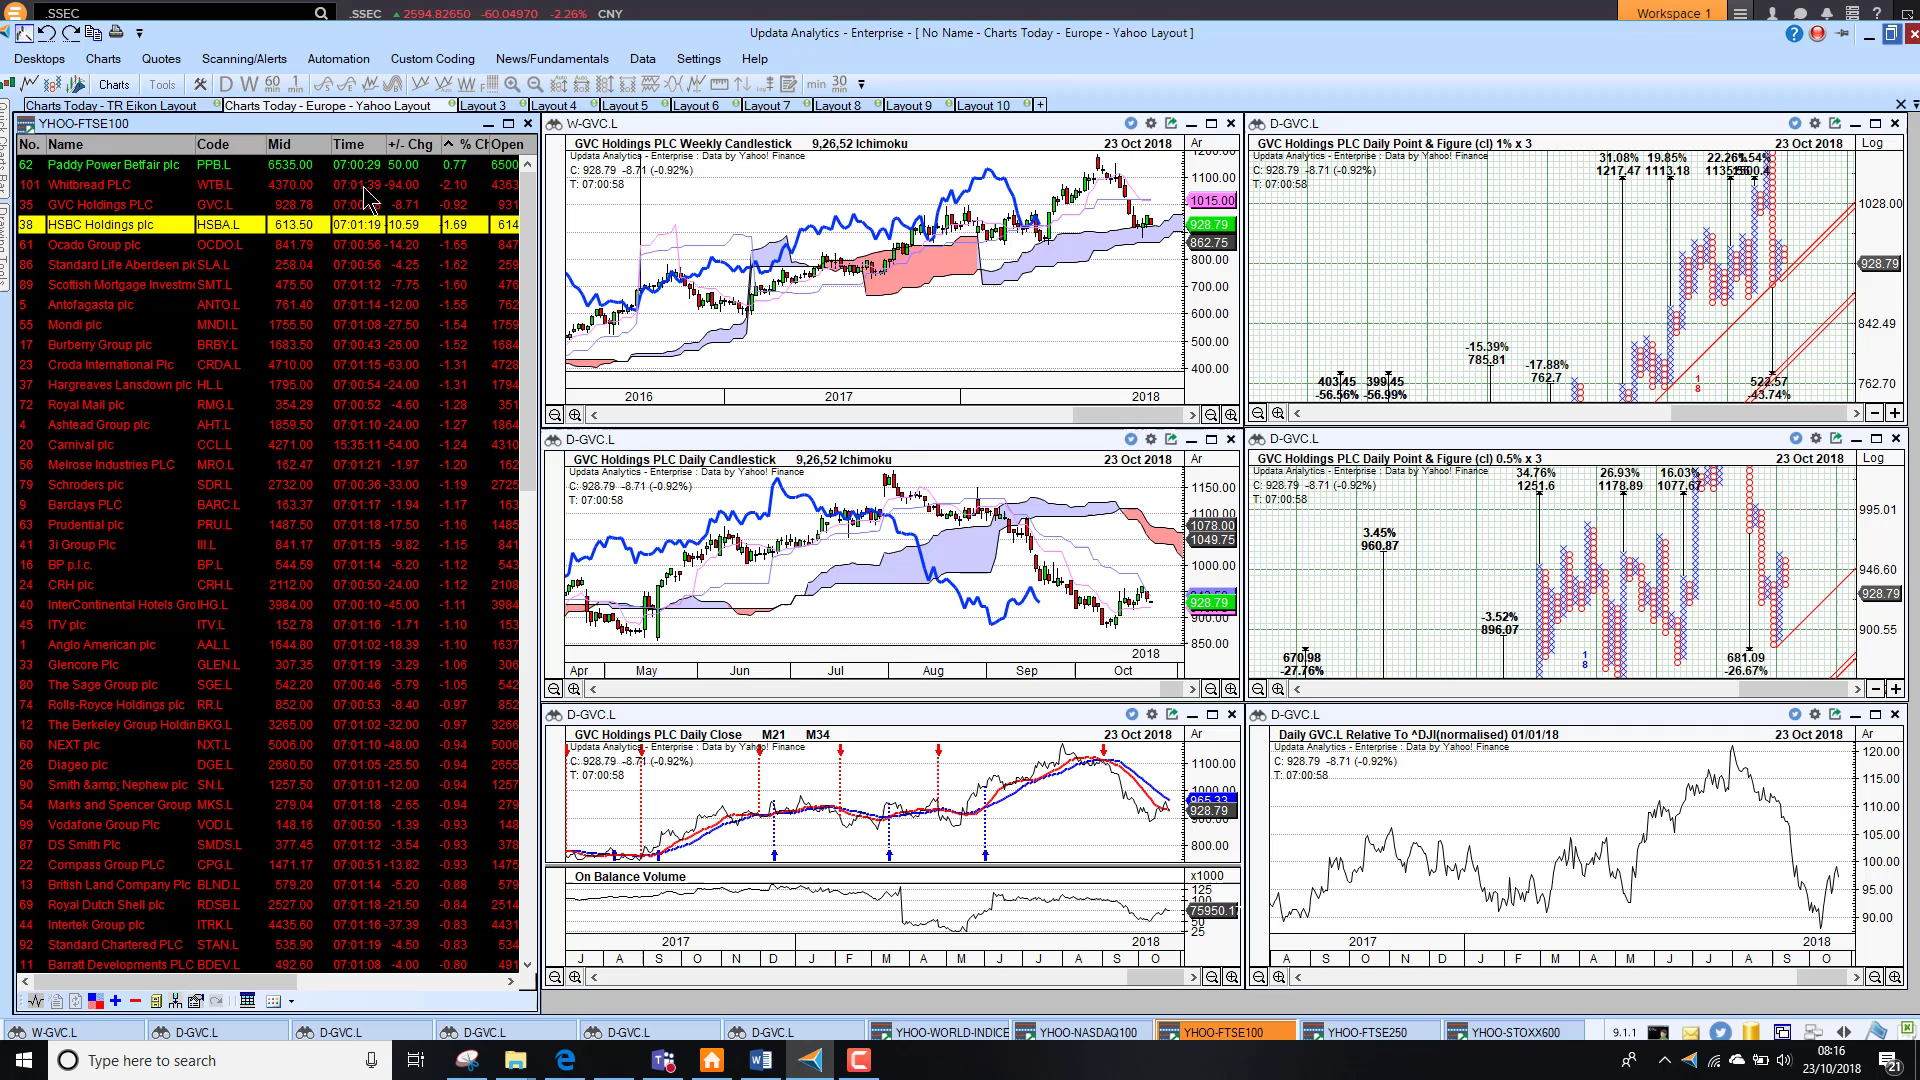 .SSEC .SSEC 2594.82650 -60.04970 -2.26% CNY Workspace 1
Updata Analytics - Enterprise - [ No Name - Charts Today - Europe - Yahoo Layout ]
Desktops Charts Quotes Scanning/Alerts Automation Custom Coding News/Fundamentals Data Settings Help
Charts Tools D W 60 min 1 min 30
Charts Today - TR Eikon Layout Charts Today - Europe - Yahoo Layout Layout 3 Layout 4 Layout 5 Layout 6 Layout 7 Layout 8 Layout 9 Layout 10 +
Quick Charts Bar
Drawing Tools
YHOO-FTSE100
No. Name Code Mid Time +/- Chg % Ch Open
62 Paddy Power Betfair plc PPB.L 6535.00 07:00:29 50.00 0.77 6500
101 Whitbread PLC WTB.L 4370.00 -94.00 -2.10 4363
35 GVC Holdings PLC GVC.L 928.78 -8.71 -0.92 931
38 HSBC Holdings plc HSBA.L 613.50 07:01:19 -10.59 -1.69 614
61 Ocado Group plc OCDO.L 841.79 07:00:56 -14.20 -1.65 847
86 Standard Life Aberdeen plc SLA.L 258.04 07:00:56 -4.25 -1.62 259
89 Scottish Mortgage Investm SMT.L 475.50 07:01:12 -7.75 -1.60 476
5 Antofagasta plc ANTO.L 761.40 07:01:14 -12.00 -1.55 762
55 Mondi plc MNDI.L 1755.50 07:01:08 -27.50 -1.54 1759
17 Burberry Group plc BRBY.L 1683.50 07:00:43 -26.00 -1.52 1684
23 Croda International Plc CRDA.L 4710.00 07:01:15 -63.00 -1.31 4728
37 Hargreaves Lansdown plc HL.L 1795.00 07:00:54 -24.00 -1.31 1794
72 Royal Mail plc RMG.L 354.29 07:00:52 -4.60 -1.28 351
4 Ashtead Group plc AHT.L 1859.50 07:01:10 -24.00 -1.27 1864
20 Carnival plc CCL.L 4271.00 15:35:11 -54.00 -1.24 4310
56 Melrose Industries PLC MRO.L 162.47 07:01:21 -1.97 -1.20 162
79 Schroders plc SDR.L 2732.00 07:00:36 -33.00 -1.19 2725
9 Barclays PLC BARC.L 163.37 07:01:17 -1.94 -1.17 163
63 Prudential plc PRU.L 1487.50 07:01:18 -17.50 -1.16 1485
41 3i Group Plc III.L 841.17 07:01:15 -9.82 -1.15 841
16 BP p.l.c. BP.L 544.59 07:01:14 -6.20 -1.12 543
24 CRH plc CRH.L 2112.00 07:00:50 -24.00 -1.12 2108
40 InterContinental Hotels Gro IHG.L 3984.00 07:01:00 -45.00 -1.11 3984
45 ITV plc ITV.L 152.78 07:01:16 -1.71 -1.10 153
1 Anglo American plc AAL.L 1644.80 07:01:02 -18.39 -1.10 1637
33 Glencore Plc GLEN.L 307.35 07:01:19 -3.29 -1.06 306
80 The Sage Group plc SGE.L 542.20 07:00:46 -5.79 -1.05 542
74 Rolls-Royce Holdings plc RR.L 852.00 07:00:53 -8.40 -0.97 852
12 The Berkeley Group Holdin BKG.L 3265.00 07:01:02 -32.00 -0.97 3266
60 NEXT plc NXT.L 5006.00 07:01:10 -48.00 -0.94 5006
26 Diageo plc DGE.L 2660.50 07:01:05 -25.50 -0.94 2655
90 Smith &amp; Nephew plc SN.L 1257.50 07:01:01 -12.00 -0.94 1257
54 Marks and Spencer Group MKS.L 279.04 07:01:18 -2.65 -0.94 279
99 Vodafone Group Plc VOD.L 148.16 07:00:50 -1.39 -0.93 148
87 DS Smith Plc SMDS.L 377.45 07:01:12 -3.54 -0.93 378
22 Compass Group PLC CPG.L 1471.17 07:00:51 -13.82 -0.93 1475
13 British Land Company Plc BLND.L 579.20 07:01:14 -5.20 -0.88 579
69 Royal Dutch Shell plc RDSB.L 2527.00 07:01:18 -21.50 -0.84 2514
44 Intertek Group plc ITRK.L 4435.60 07:01:16 -37.39 -0.83 4431
92 Standard Chartered PLC STAN.L 535.90 07:01:19 -4.50 -0.83 534
11 Barratt Developments PLC BDEV.L 492.60 07:01:08 -4.00 -0.80 491
W-GVC.L
GVC Holdings PLC Weekly Candlestick 9,26,52 Ichimoku 23 Oct 2018 Ar
Updata Analytics - Enterprise : Data by Yahoo! Finance
C: 928.79 -8.71 (-0.92%)
T: 07:00:58
1200.00
1100.00
1015.00
928.79
862.75
800.00
700.00
600.00
500.00
400.00
2016 2017 2018
D-GVC.L
GVC Holdings PLC Daily Candlestick 9,26,52 Ichimoku 23 Oct 2018 Ar
Updata Analytics - Enterprise : Data by Yahoo! Finance
C: 928.79 -8.71 (-0.92%)
T: 07:00:58
1150.00
1100.00
1078.00
1049.75
1000.00
928.79
900.00
850.00
2018
Apr May Jun Jul Aug Sep Oct
D-GVC.L
GVC Holdings PLC Daily Close M21 M34 23 Oct 2018 Ar
Updata Analytics - Enterprise : Data by Yahoo! Finance
C: 928.79 -8.71 (-0.92%)
T: 07:00:58
1100.00
1000.00
965.33
928.79
900.00
800.00
On Balance Volume x1000
125
100
75950.17
50
25
2017 2018
J A S O N D J F M A M J J A S O
D-GVC.L
GVC Holdings PLC Daily Point & Figure (cl) 1% x 3 23 Oct 2018 Log
Updata Analytics - Enterprise : Data by Yahoo! Finance
C: 928.79 -8.71 (-0.92%)
T: 07:00:58
31.08% 19.85% 22.26%
1217.47 1113.18
1028.00
928.79
842.49
762.70
-15.39%
785.81
-17.88%
762.7
403.45 399.45 522.57
-56.56% -56.99% -43.74%
1
8
D-GVC.L
GVC Holdings PLC Daily Point & Figure (cl) 0.5% x 3 23 Oct 2018 Log
Updata Analytics - Enterprise : Data by Yahoo! Finance
C: 928.79 -8.71 (-0.92%)
T: 07:00:58
34.76% 26.93% 16.03%
1251.6 1178.89 1077.67
995.01
946.60
928.79
900.55
3.45%
960.87
-3.52%
896.07
670.98 681.09
-27.76% -26.67%
1
8
D-GVC.L
Daily GVC.L Relative To ^DJI(normalised) 01/01/18 23 Oct 2018 Ar
Updata Analytics - Enterprise : Data by Yahoo! Finance
C: 928.79 -8.71 (-0.92%)
T: 07:00:58
120.00
115.00
110.00
105.00
100.00
95.00
90.00
2017 2018
A S O N D J F M A M J J A S O
W-GVC.L D-GVC.L D-GVC.L D-GVC.L D-GVC.L D-GVC.L YHOO-WORLD-INDICE YHOO-NASDAQ100 YHOO-FTSE100 YHOO-FTSE250 YHOO-STOXX600 9.1.1
Type here to search
08:16
23/10/2018
21